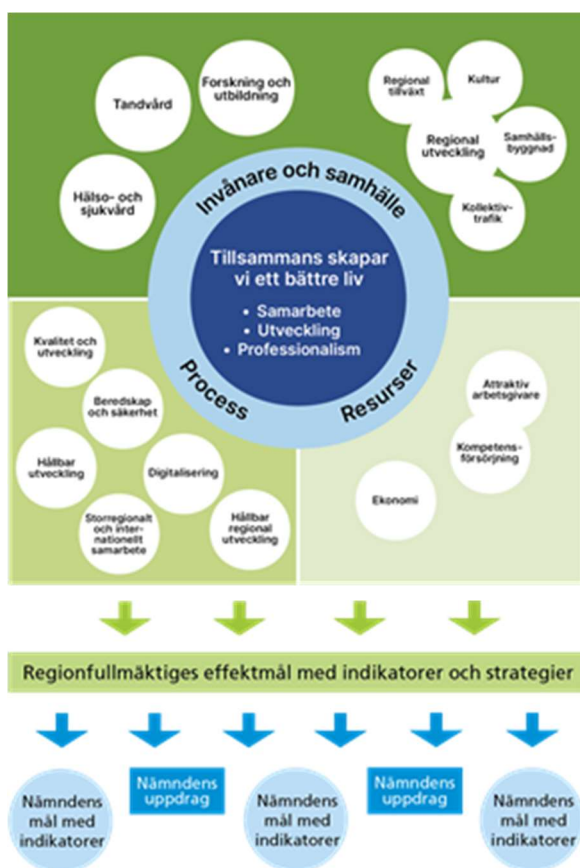 Tandvård
Forskning och
utbildning
Hälso- och
sjukvård
Regional
tillväxt
Kultur
Regional
utveckling
Samhälls-
byggnad
Kollektiv-
trafik
Invånare och samhälle
Tillsammans skapar
vi ett bättre liv
• Samarbete
• Utveckling
• Professionalism
Process
Resurser
Kvalitet och
utveckling
Beredskap
och säkerhet
Hållbar
utveckling
Digitalisering
Storregionalt
och inter-
nationellt
samarbete
Hållbar
regional
utveckling
Attraktiv
arbetsgivare
Kompetens-
försörjning
Ekonomi
Regionfullmäktiges effektmål med indikatorer och strategier
Nämndens
mål med
indikatorer
Nämndens
uppdrag
Nämndens
mål med
indikatorer
Nämndens
uppdrag
Nämndens
mål med
indikatorer